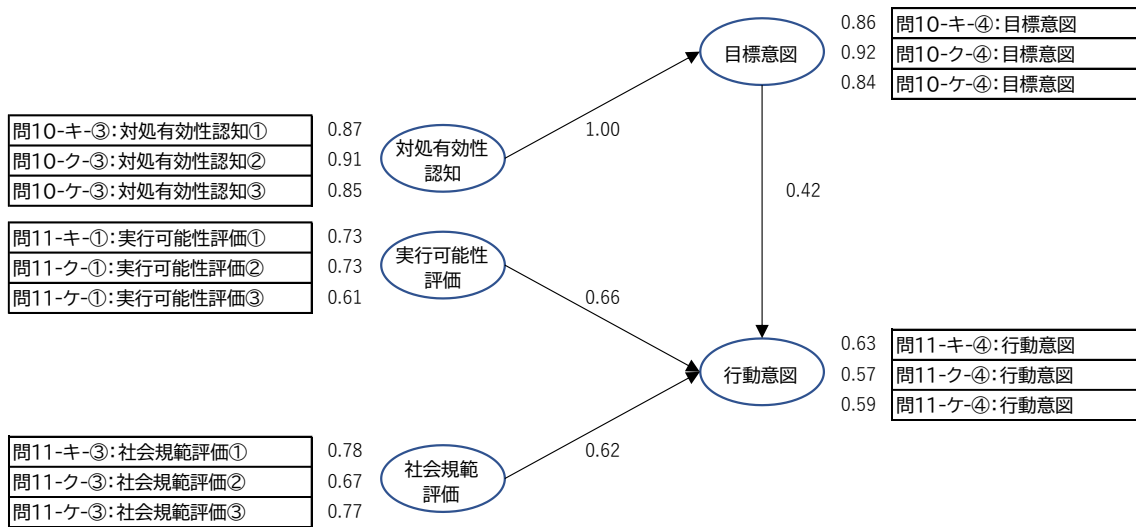 0.86
問10-キ-④:目標意図
0.92
問10-ク-④:目標意図
0.84
問10-ケ-④:目標意図
目標意図
問10-キ-③:対処有効性認知①
0.87
問10-ク-③:対処有効性認知②
0.91
問10-ケ-③:対処有効性認知③
0.85
対処有効性
認知
1.00
0.42
問11-キ-①:実行可能性評価①
0.73
問11-ク-①:実行可能性評価②
0.73
問11-ケ-①:実行可能性評価③
0.61
実行可能性
評価
0.66
行動意図
0.63
問11-キ-④:行動意図
0.57
問11-ク-④:行動意図
0.59
問11-ケ-④:行動意図
問11-キ-③:社会規範評価①
0.78
問11-ク-③:社会規範評価②
0.67
問11-ケ-③:社会規範評価③
0.77
社会規範
評価
0.62